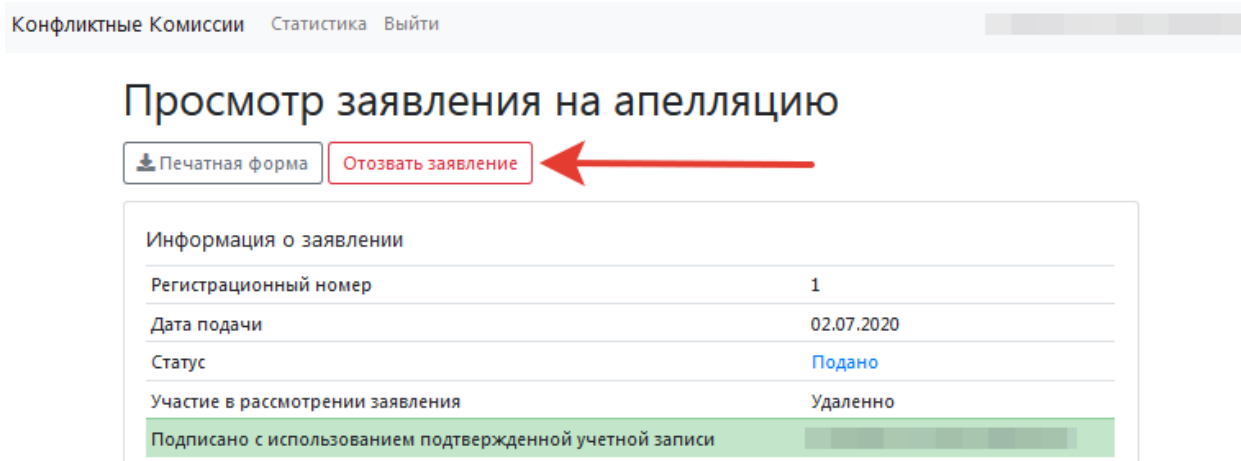 Конфликтные Комиссии Статистика Выйти
Просмотр заявления на апелляцию
Печатная форма Отозвать заявление
Информация о заявлении
Регистрационный номер 1
Дата подачи 02.07.2020
Статус Подано
Участие в рассмотрении заявления Удаленно
Подписано с использованием подтвержденной учетной записи